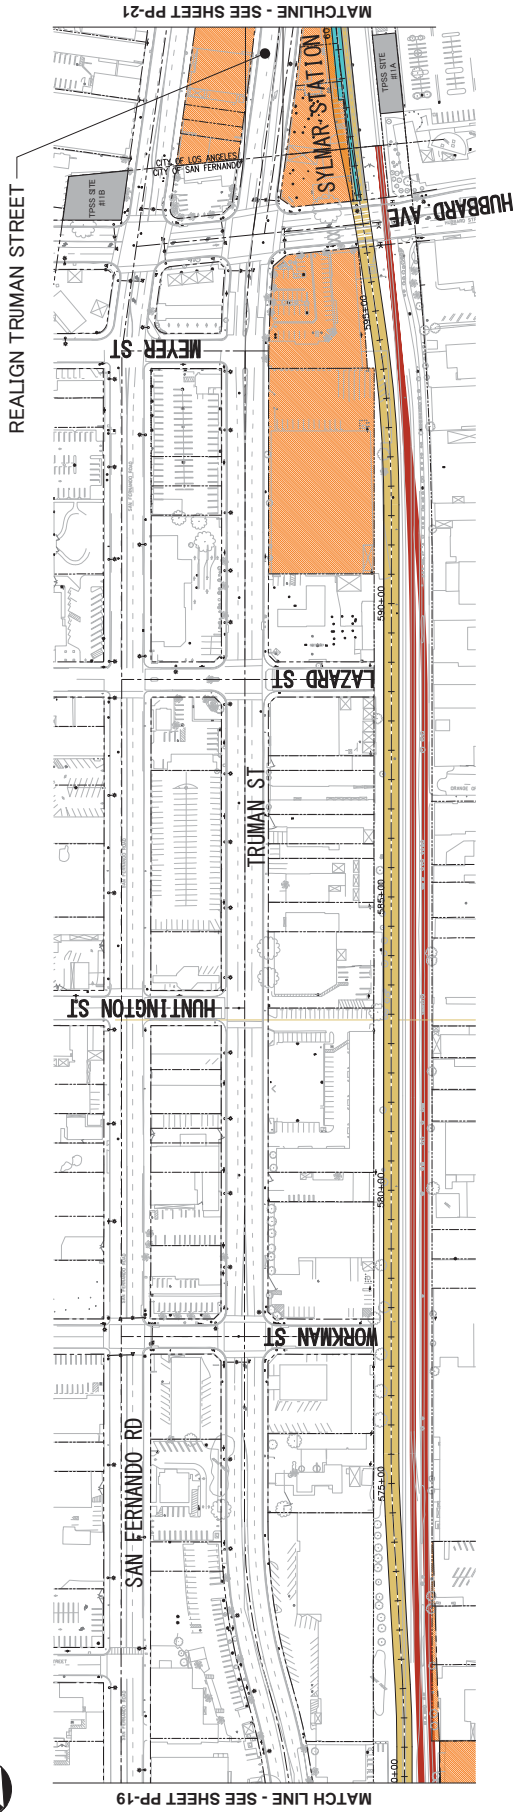 MATCHLINE - SEE SHEET PP-21
REALIGN TRUMAN STREET
TPSS SITE
#11B
CITY OF LOS ANGELES
CITY OF SAN FERNANDO
SYLMAR STATION
TPSS SITE
#11A
HUBBARD AVE
MEYER ST
595+00
590+00
LAZARD ST
TRUMAN ST
585+00
HUNTINGTON ST
580+00
WORKMAN ST
SAN FERNANDO RD
575+00
MATCH LINE - SEE SHEET PP-19